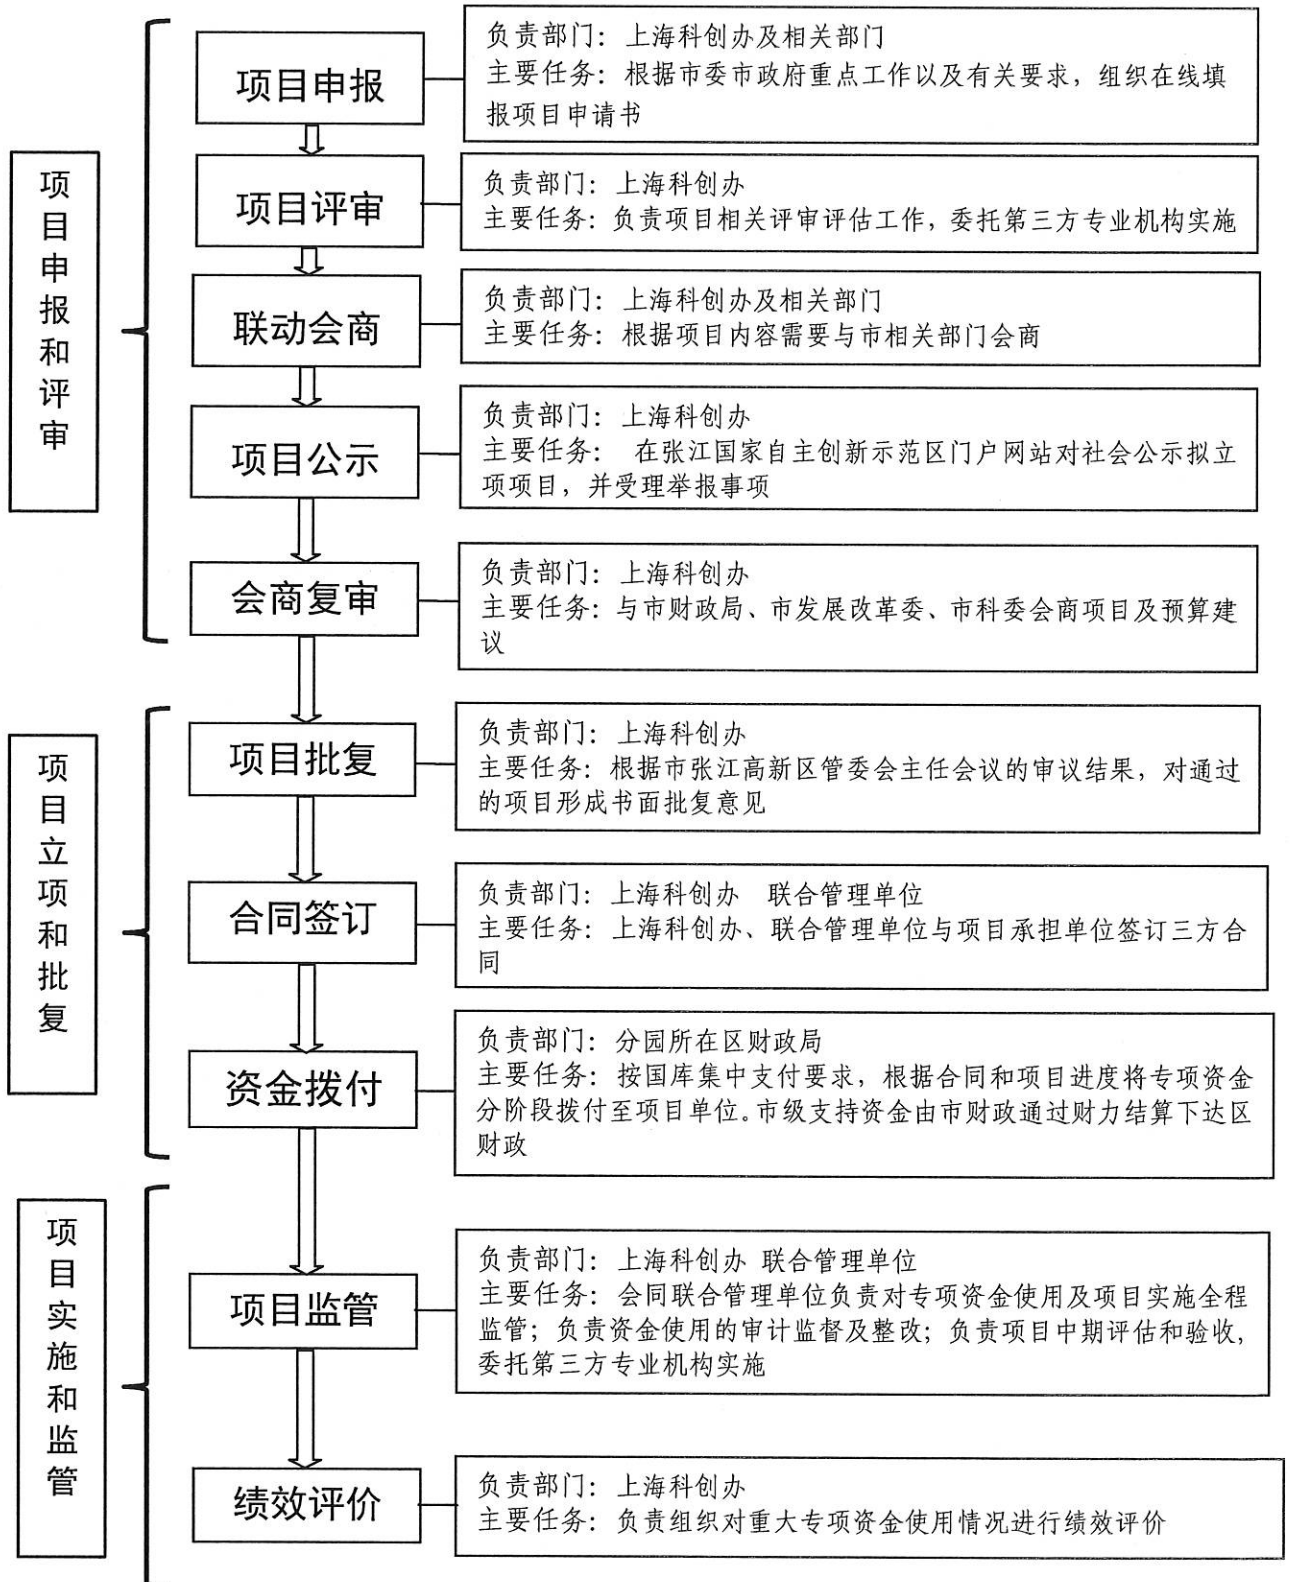 项目申报和评审
项目申报
负责部门：上海科创办及相关部门
主要任务：根据市委市政府重点工作以及有关要求，组织在线填
报项目申请书
项目评审
负责部门：上海科创办
主要任务：负责项目相关评审评估工作，委托第三方专业机构实施
联动会商
负责部门：上海科创办及相关部门
主要任务：根据项目内容需要与市相关部门会商
项目公示
负责部门：上海科创办
主要任务： 在张江国家自主创新示范区门户网站对社会公示拟立
项项目，并受理举报事项
会商复审
负责部门：上海科创办
主要任务：与市财政局、市发展改革委、市科委会商项目及预算建
议
项目立项和批复
项目批复
负责部门：上海科创办
主要任务：根据市张江高新区管委会主任会议的审议结果，对通过
的项目形成书面批复意见
合同签订
负责部门：上海科创办 联合管理单位
主要任务：上海科创办、联合管理单位与项目承担单位签订三方合
同
资金拨付
负责部门：分园所在区财政局
主要任务：按国库集中支付要求，根据合同和项目进度将专项资金
分阶段拨付至项目单位。市级支持资金由市财政通过财力结算下达区
财政
项目实施和监管
项目监管
负责部门：上海科创办 联合管理单位
主要任务：会同联合管理单位负责对专项资金使用及项目实施全程
监管；负责资金使用的审计监督及整改；负责项目中期评估和验收，
委托第三方专业机构实施
绩效评价
负责部门：上海科创办
主要任务：负责组织对重大专项资金使用情况进行绩效评价